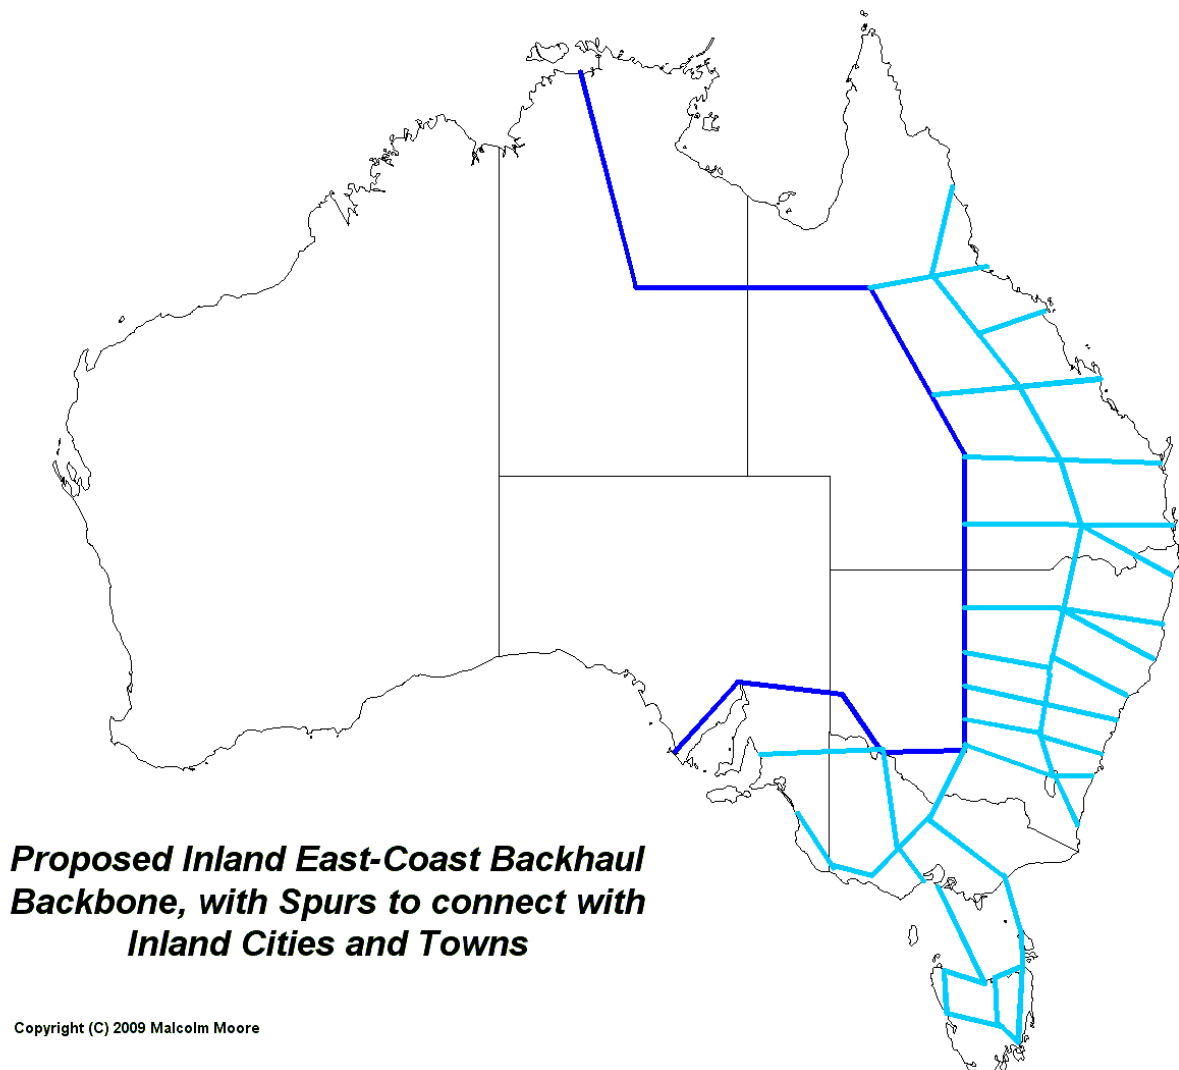 Proposed Inland East-Coast Backhaul
Backbone, with Spurs to connect with
Inland Cities and Towns
Copyright (C) 2009 Malcolm Moore